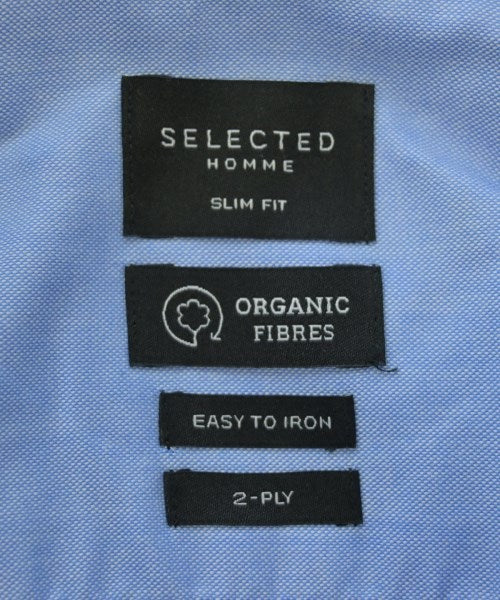 SELECTED
HOMME
SLIM FIT
ORGANIC
FIBRES
EASY TO IRON
2-PLY